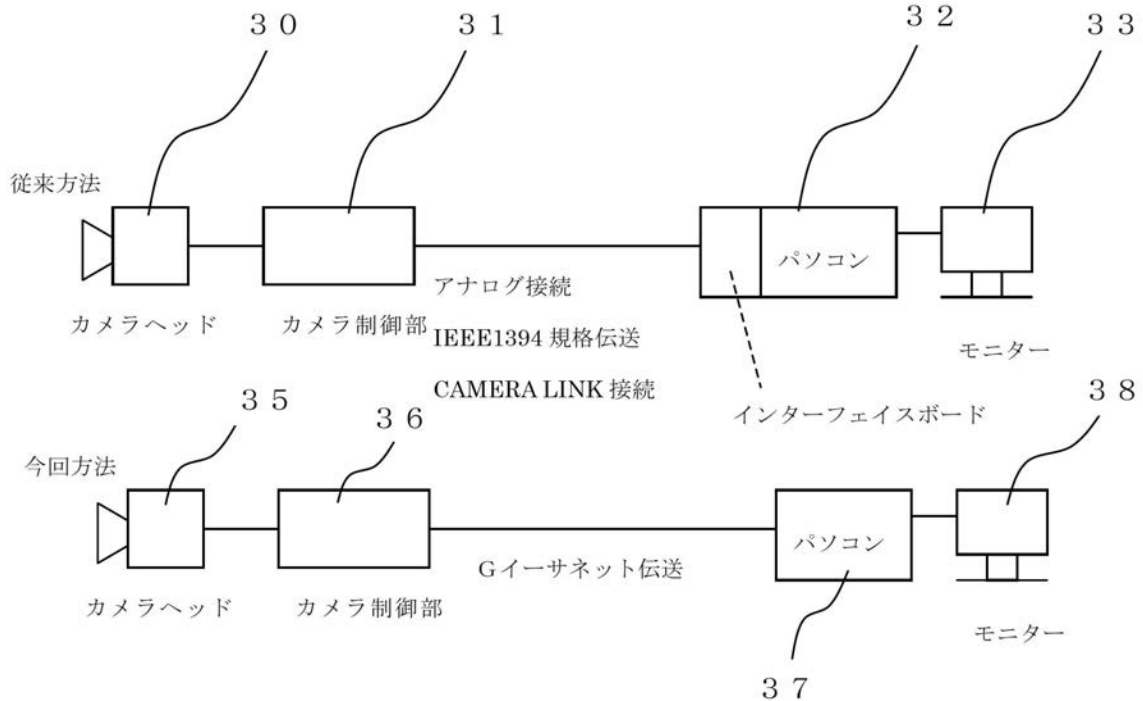 ３０
３１
３２
３３
従来方法
パソコン
アナログ接続
カメラヘッド
カメラ制御部
IEEE1394 規格伝送
モニター
CAMERA LINK 接続
インターフェイスボード
３５
３６
３８
今回方法
パソコン
Ｇイーサネット伝送
カメラヘッド
カメラ制御部
モニター
３７